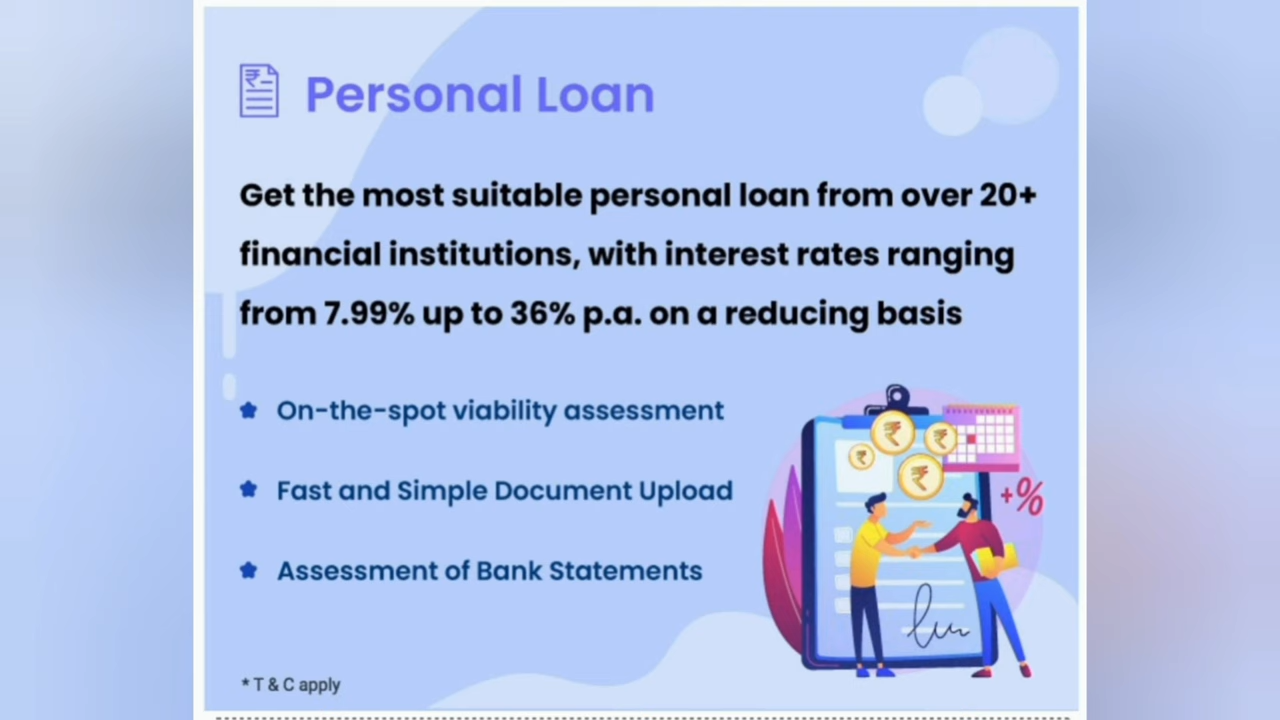 Personal Loan
Get the most suitable personal loan from over 20+
financial institutions, with interest rates ranging
from 7.99% up to 36% p.a. on a reducing basis
On-the-spot viability assessment
Fast and Simple Document Upload
+%
Assessment of Bank Statements
* T & C apply